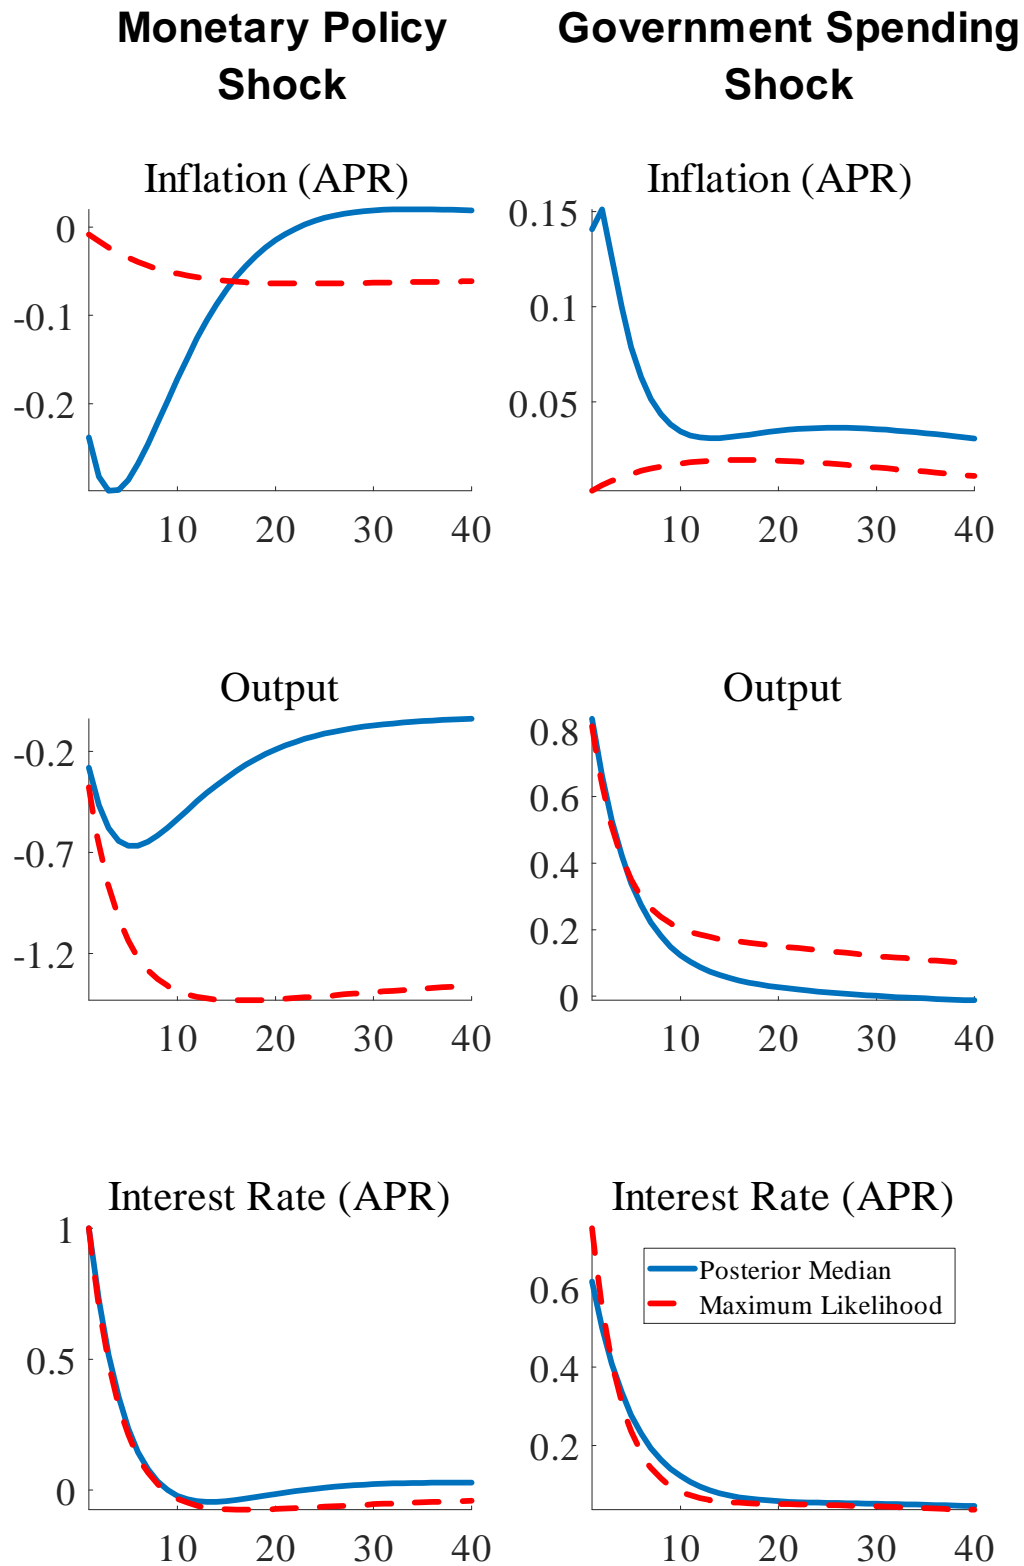 Monetary Policy
Shock
Government Spending
Shock
Inflation (APR)
0
-0.1
-0.2
10 20 30 40
Inflation (APR)
0.15
0.1
0.05
10 20 30 40
Output
-0.2
-0.7
-1.2
10 20 30 40
Output
0.8
0.6
0.4
0.2
0
10 20 30 40
Interest Rate (APR)
1
0.5
0
10 20 30 40
Interest Rate (APR)
0.6
0.4
0.2
10 20 30 40
Posterior Median
Maximum Likelihood